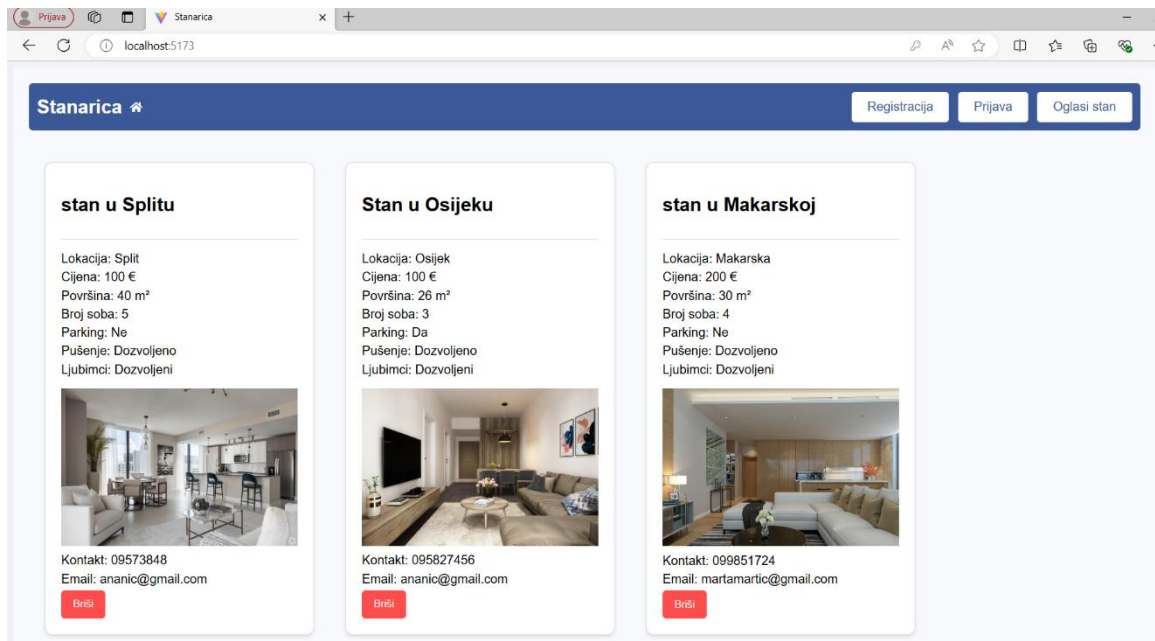 Prijava
Stanarica
localhost:5173
Stanarica
Registracija
Prijava
Oglasi stan
stan u Splitu
Lokacija: Split
Cijena: 100 €
Površina: 40 m²
Broj soba: 5
Parking: Ne
Pušenje: Dozvoljeno
Ljubimci: Dozvoljeni
Kontakt: 09573848
Email: ananic@gmail.com
Briši
Stan u Osijeku
Lokacija: Osijek
Cijena: 100 €
Površina: 26 m²
Broj soba: 3
Parking: Da
Pušenje: Dozvoljeno
Ljubimci: Dozvoljeni
Kontakt: 095827456
Email: ananic@gmail.com
Briši
stan u Makarskoj
Lokacija: Makarska
Cijena: 200 €
Površina: 30 m²
Broj soba: 4
Parking: Ne
Pušenje: Dozvoljeno
Ljubimci: Dozvoljeni
Kontakt: 099851724
Email: martamartic@gmail.com
Briši